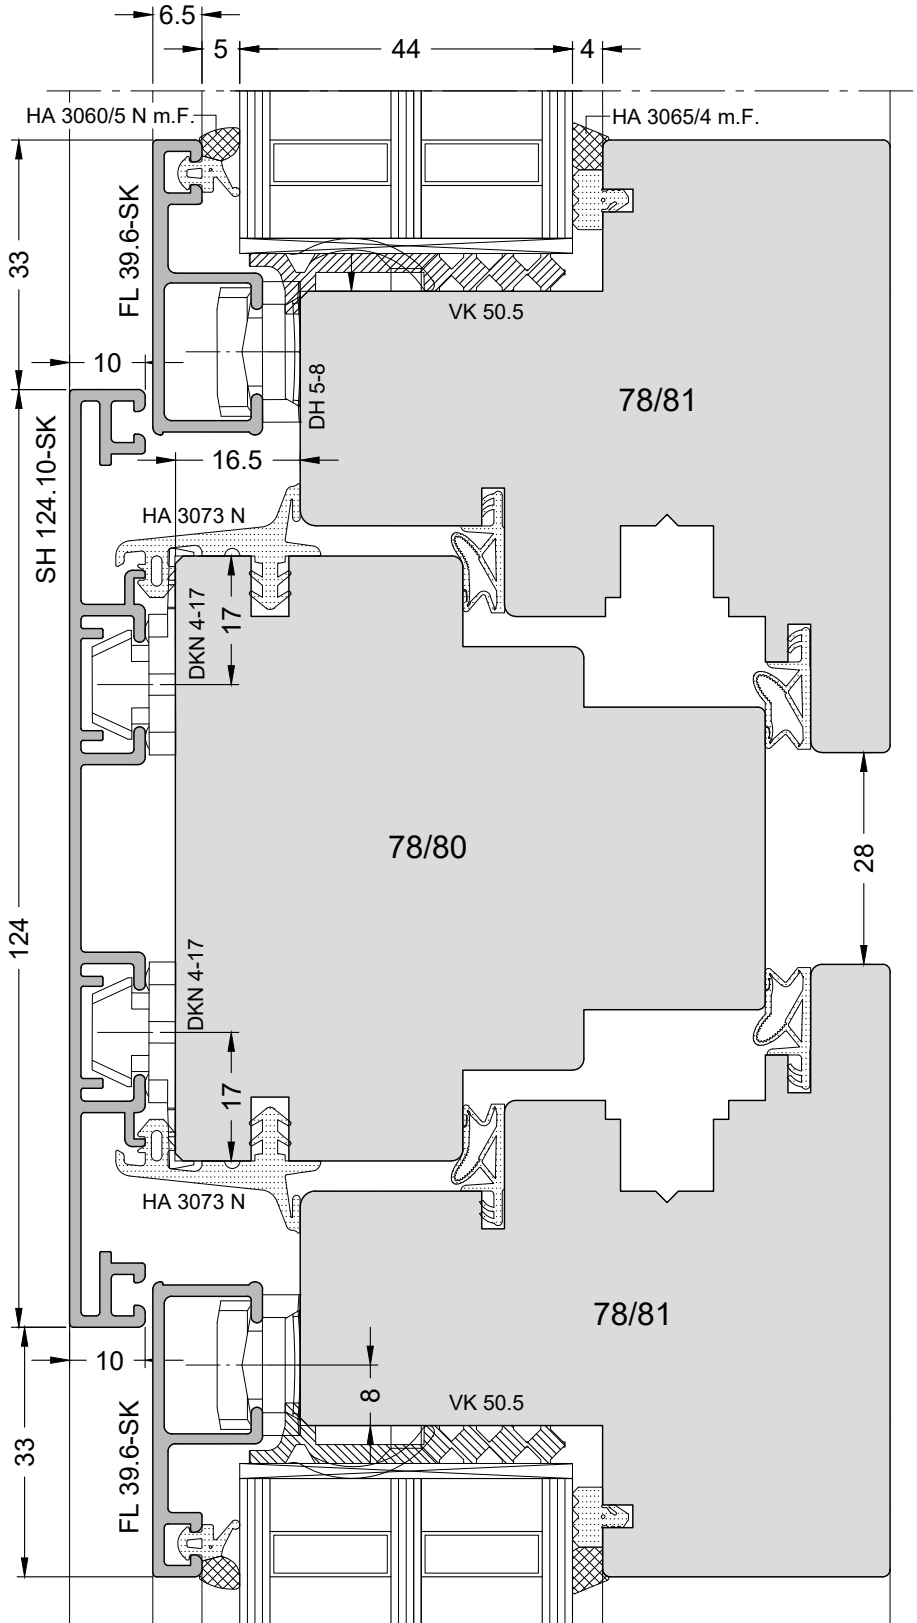 6.5
5
44
4
HA 3060/5 N m.F.
HA 3065/4 m.F.
33
FL 39.6-SK
VK 50.5
10
DH 5-8
78/81
SH 124.10-SK
16.5
HA 3073 N
DKN 4-17
17
78/80
28
124
DKN 4-17
17
HA 3073 N
78/81
10
8
VK 50.5
33
FL 39.6-SK